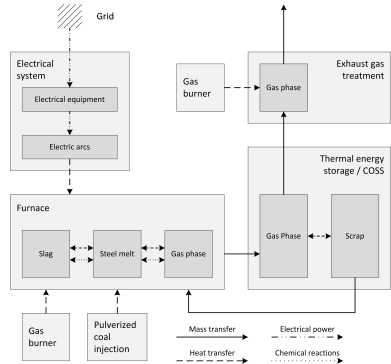 Grid
Electrical
system
Electrical equipment
Electric arcs
Gas
burner
Exhaust gas
treatment
Gas phase
Thermal energy
storage / COSS
Gas Phase
Scrap
Furnace
Slag
Steel melt
Gas phase
Gas
burner
Pulverized
coal
injection
Mass transfer
Electrical power
Heat transfer
Chemical reactions